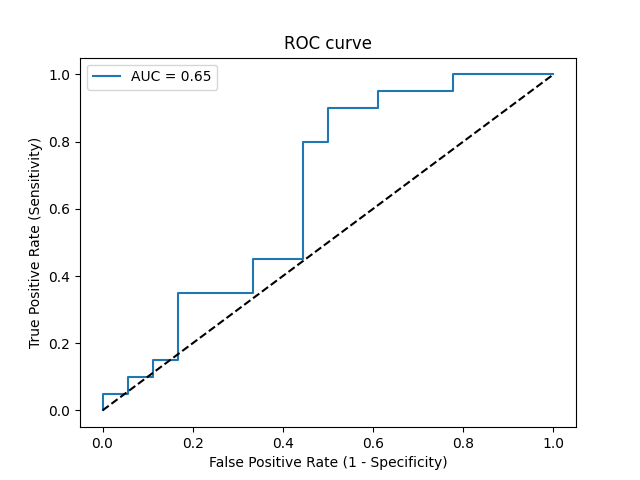 ROC curve
AUC = 0.65
True Positive Rate (Sensitivity)
1.0
0.8
0.6
0.4
0.2
0.0
0.0 0.2 0.4 0.6 0.8 1.0
False Positive Rate (1 - Specificity)